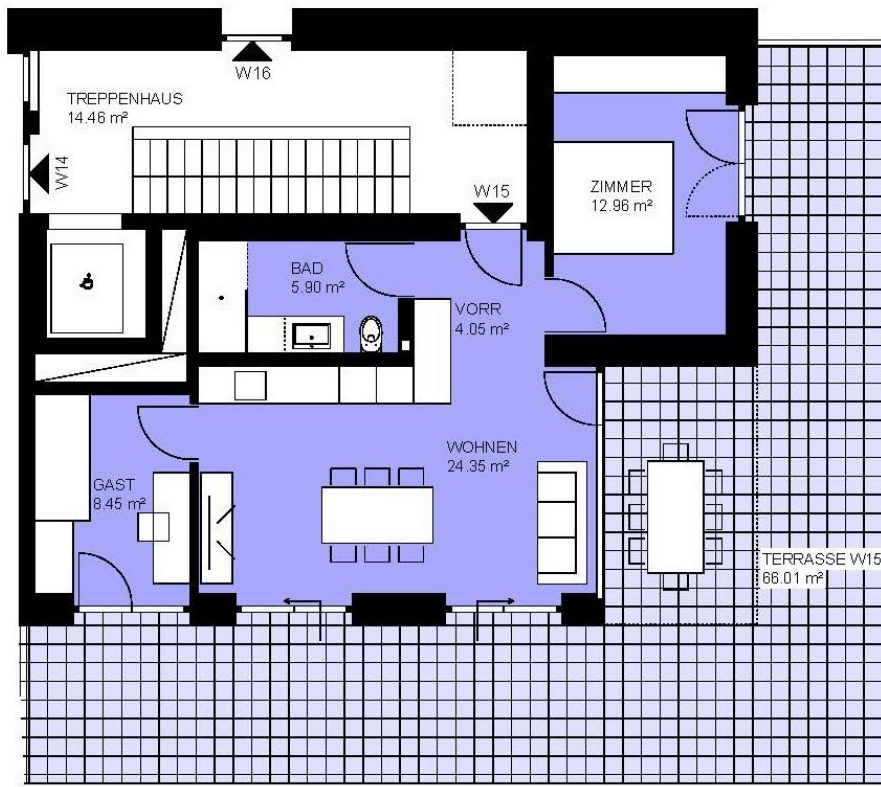 W16
TREPPENHAUS
14.46 m²
W14
W15
ZIMMER
12.96 m²
BAD
5.90 m²
VORR
4.05 m²
WOHNEN
24.35 m²
GAST
8.45 m²
TERRASSE W15
66.01 m²